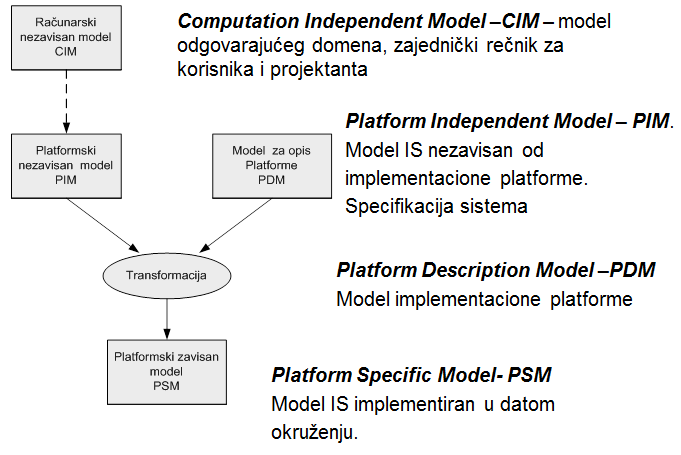 Računarski
nezavisan model
CIM
Computation Independent Model –CIM – model
odgovarajućeg domena, zajednički rečnik za
korisnika i projektanta
Platformski
nezavisan model
PIM
Model za opis
Platforme
PDM
Platform Independent Model – PIM.
Model IS nezavisan od
implementacione platforme.
Specifikacija sistema
Transformacija
Platform Description Model –PDM
Model implementacione platforme
Platformski zavisan
model
PSM
Platform Specific Model- PSM
Model IS implementiran u datom
okruženju.